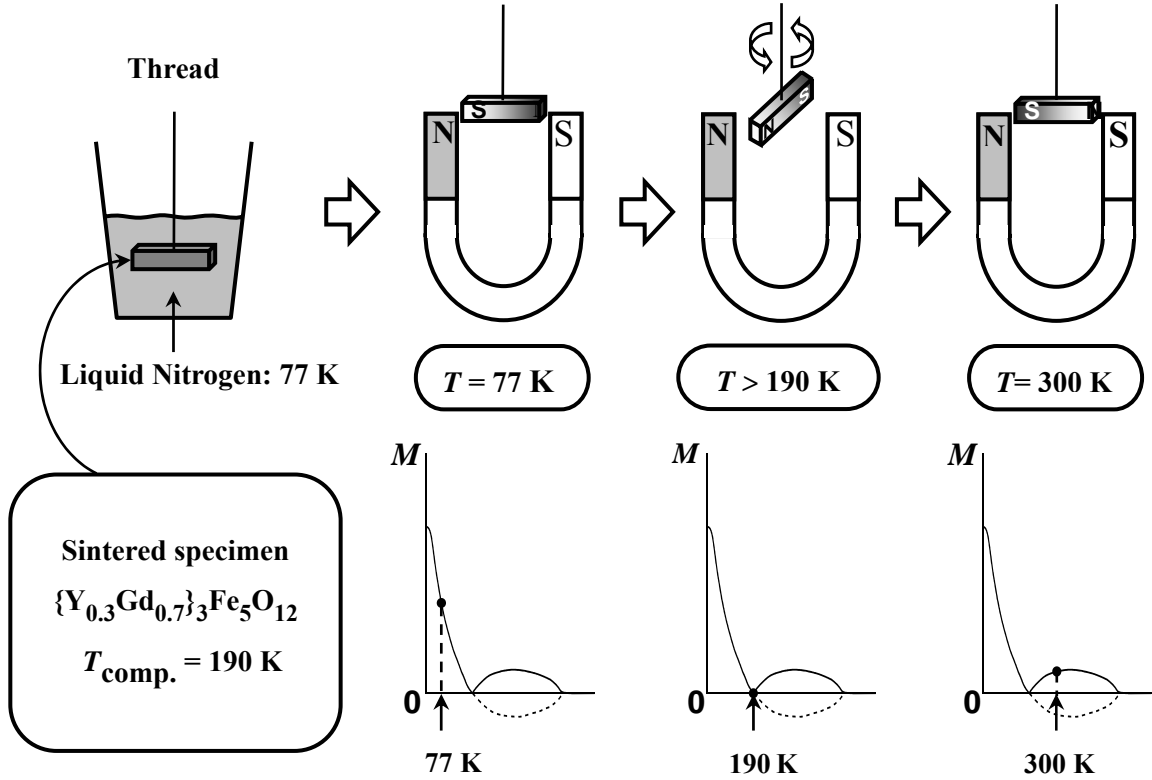 Thread
Liquid Nitrogen: 77 K
Sintered specimen
{Y0.3Gd0.7}3Fe5O12
Tcomp. = 190 K
S
N
S
T = 77 K
N
S
N
S
T > 190 K
S
N
N
S
T= 300 K
M
0
77 K
M
0
190 K
M
0
300 K